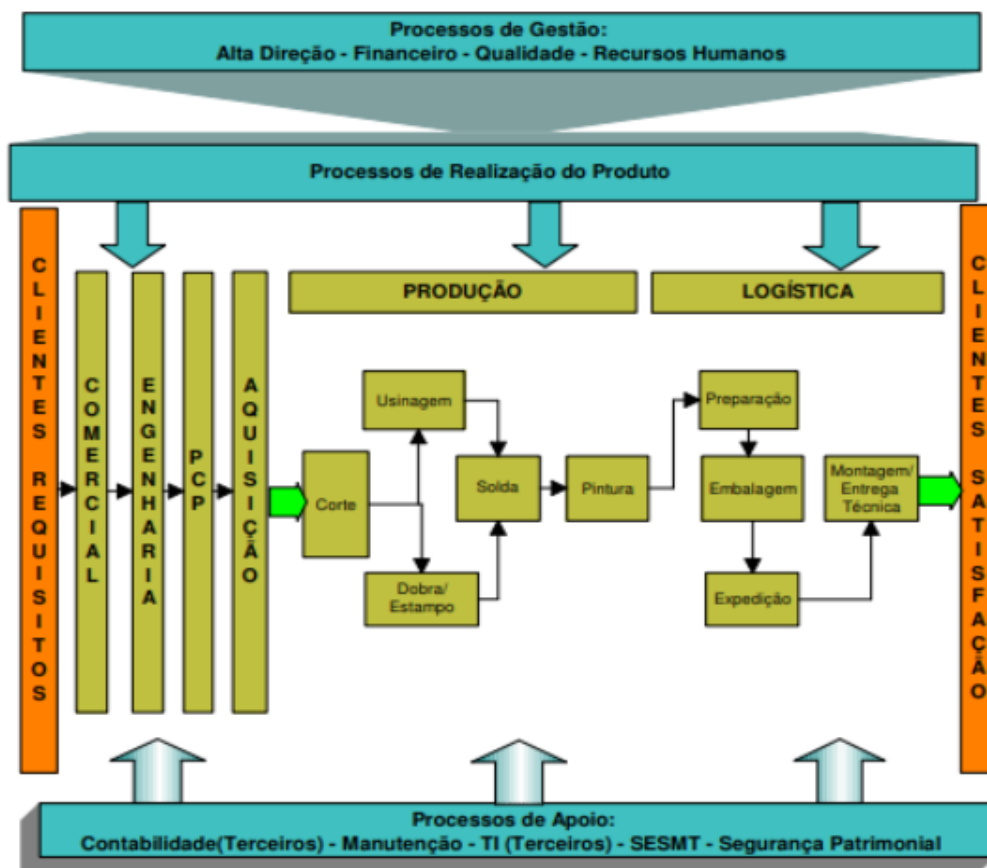 Processos de Gestão:
Alta Direção - Financeiro - Qualidade - Recursos Humanos
Processos de Realização do Produto
CLIENTES REQUISITOS
COMERCIAL
ENGENHARIA
PCP
AQUISIÇÃO
PRODUÇÃO
Corte
Usinagem
Dobra/
Estampo
Solda
Pintura
LOGÍSTICA
Preparação
Embalagem
Expedição
Montagem/
Entrega
Técnica
CLIENTES SATISFAÇÃO
Processos de Apoio:
Contabilidade(Terceiros) - Manutenção - TI (Terceiros) - SESMT - Segurança Patrimonial